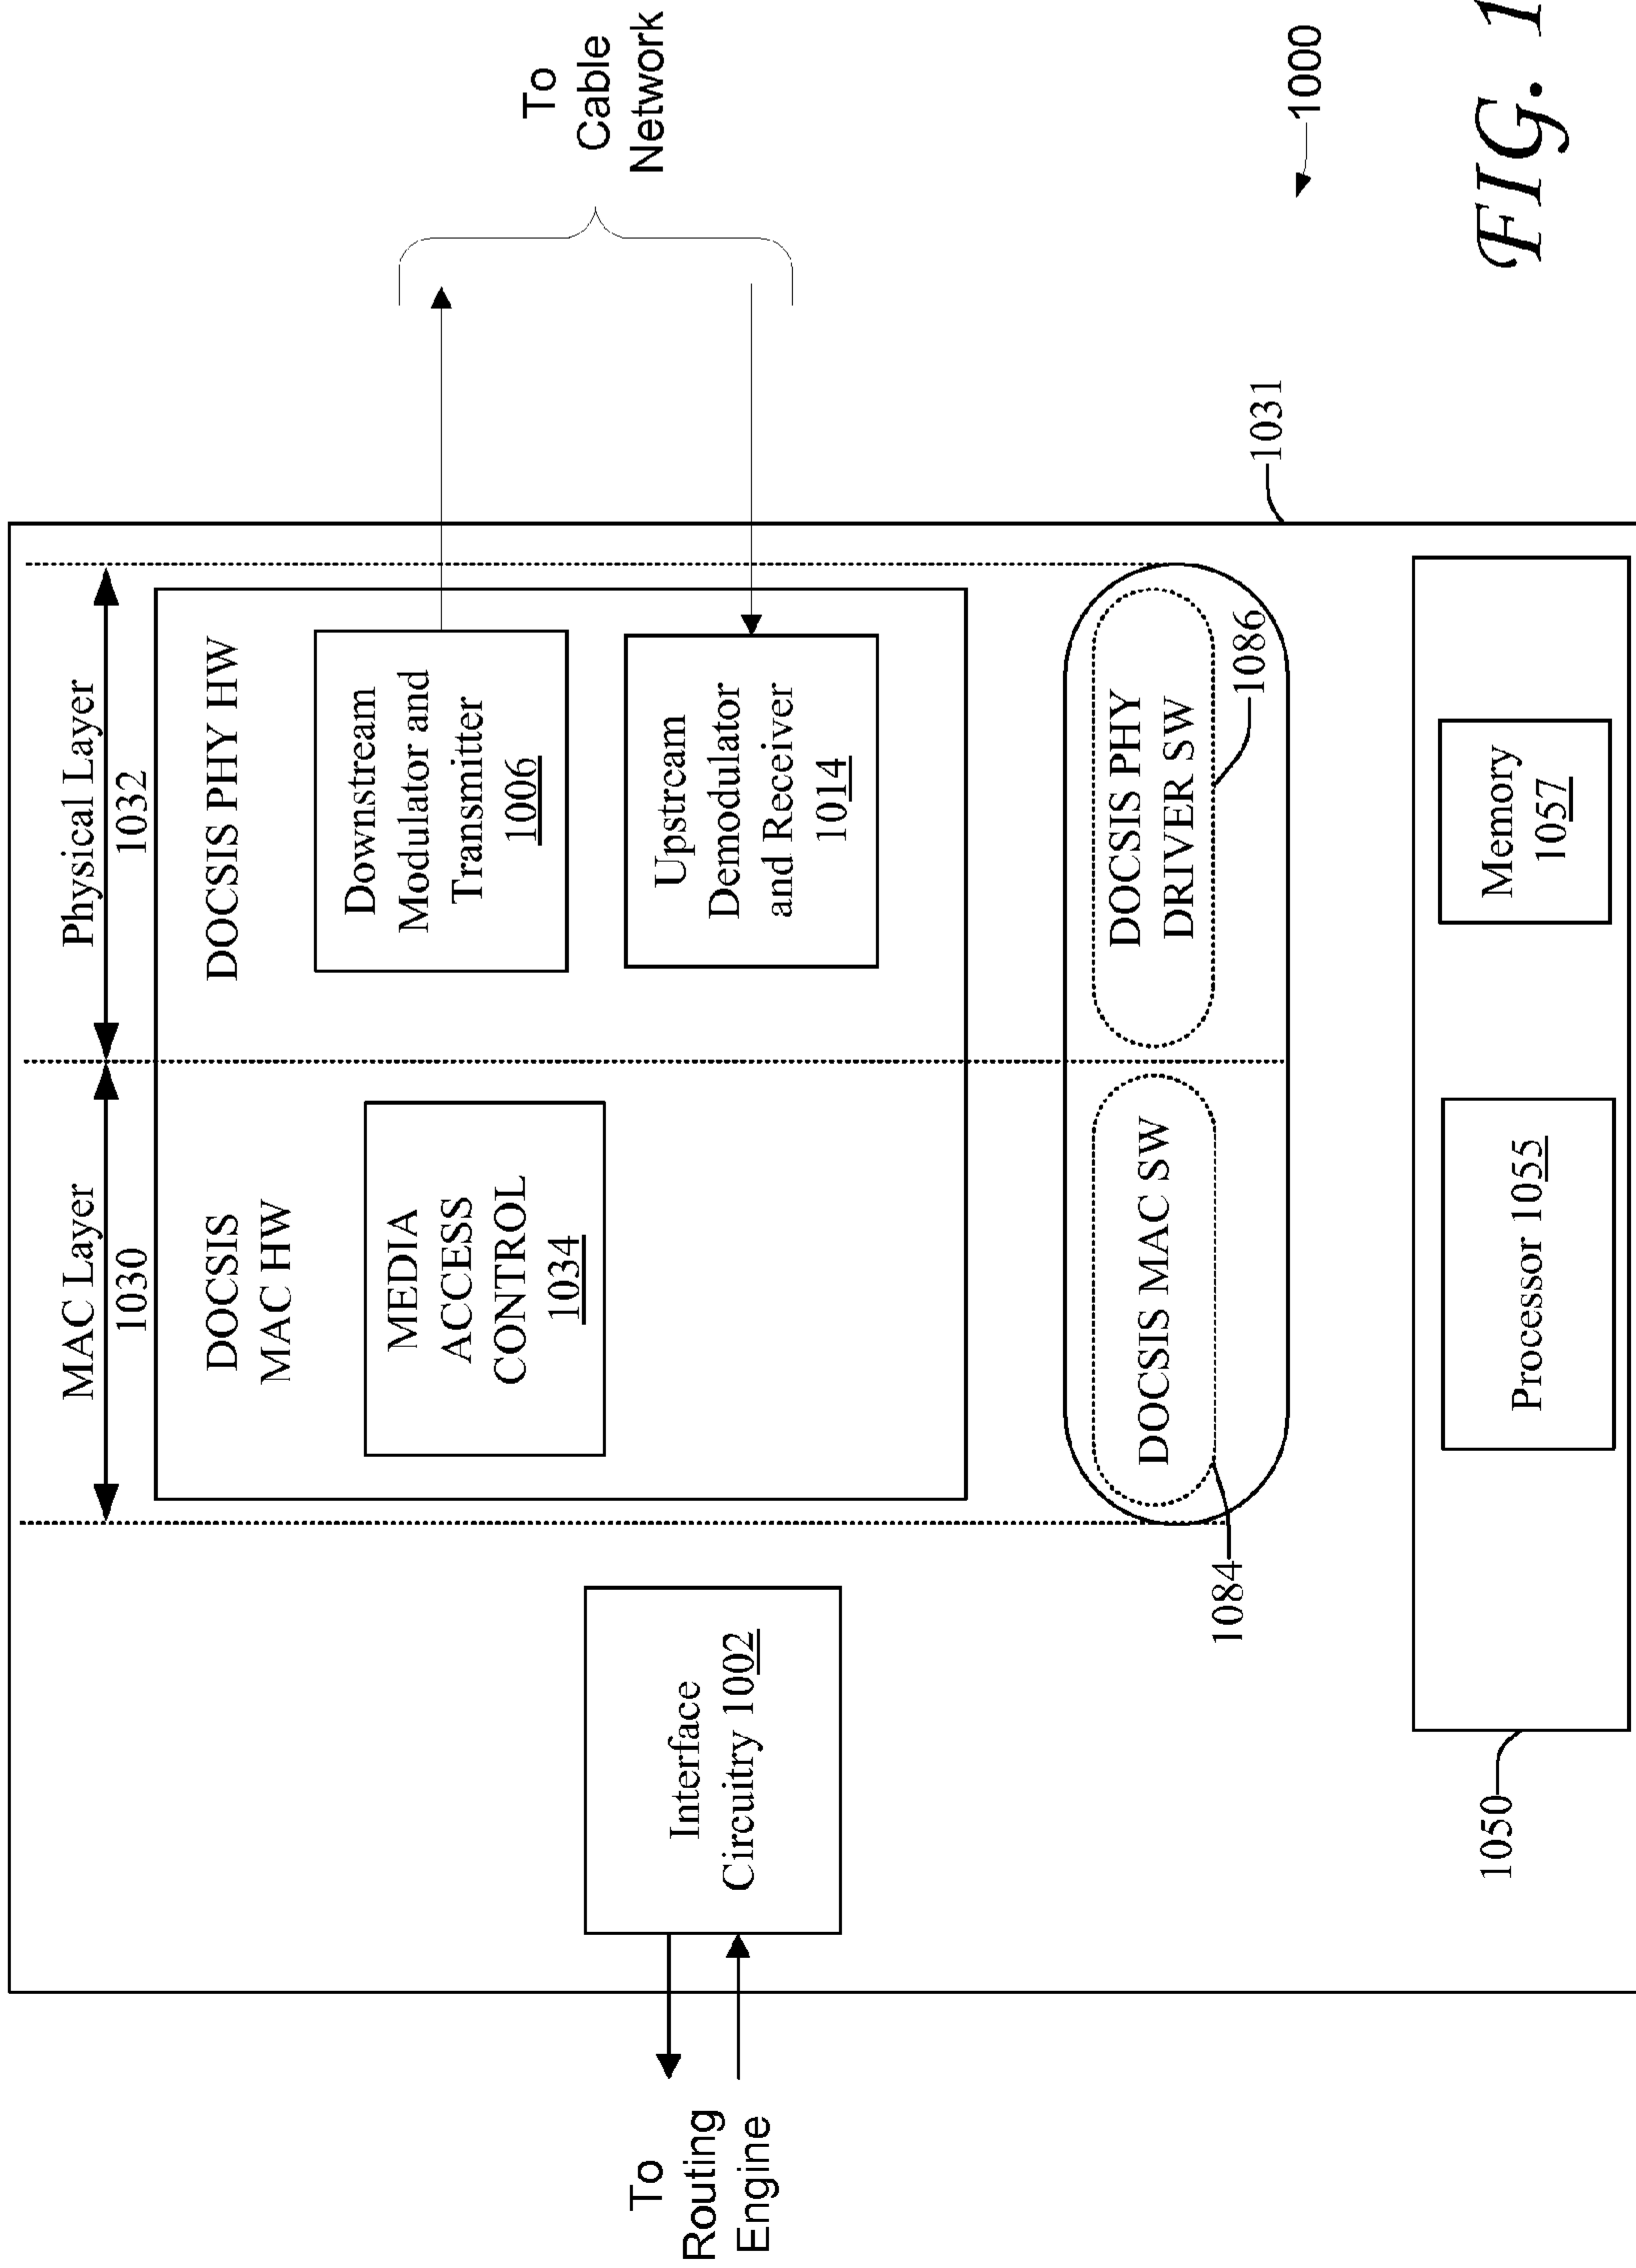 MAC Layer
1030
Physical Layer
1032
DOCSIS
MAC HW
DOCSIS PHY HW
MEDIA
ACCESS
CONTROL
1034
Downstream
Modulator and
Transmitter
1006
Upstream
Demodulator
and Receiver
1014
To
Cable
Network
Interface
Circuitry 1002
To
Routing
Engine
DOCSIS MAC SW
1084
DOCSIS PHY
DRIVER SW
1086
1031
1000
Processor 1055
Memory
1057
1050
FIG. 1